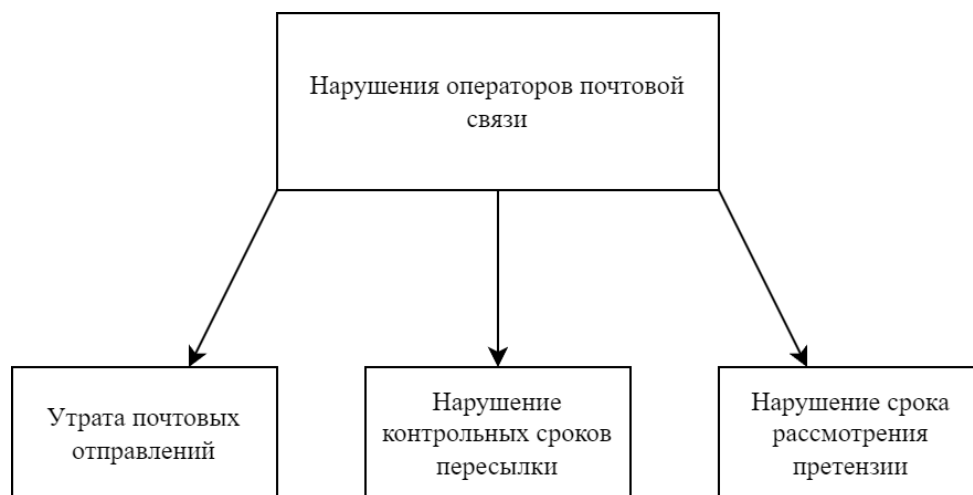 Нарушения операторов почтовой
связи
Утрата почтовых
отправлений
Нарушение
контрольных сроков
пересылки
Нарушение срока
рассмотрения
претензии